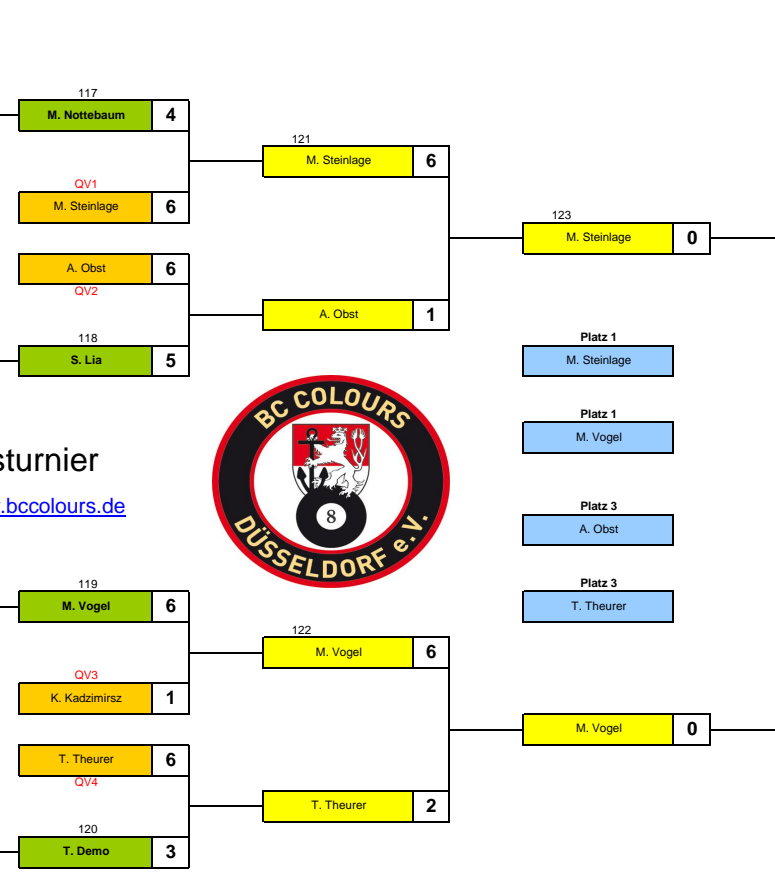 117
M. Nottebaum 4
121
M. Steinlage 6
QV1
M. Steinlage 6
123
M. Steinlage 0
A. Obst 6
QV2
A. Obst 1
118
S. Lia 5
Platz 1
M. Steinlage
Platz 1
M. Vogel
BC COLOURS
8
DÜSSELDORF e.V.
sturnier
.bccolours.de
Platz 3
A. Obst
Platz 3
T. Theurer
119
M. Vogel 6
122
M. Vogel 6
QV3
K. Kadzimirsz 1
M. Vogel 0
T. Theurer 6
QV4
T. Theurer 2
120
T. Demo 3